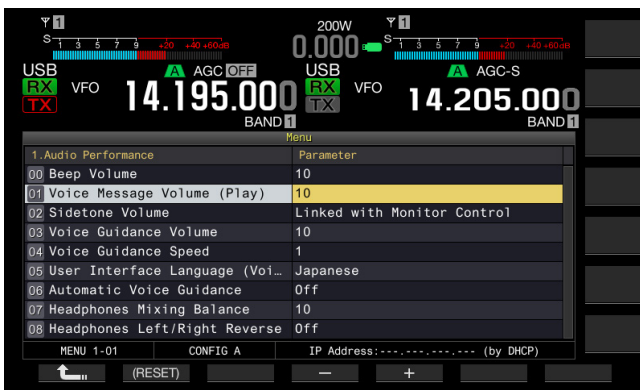 1 200W 1
S 1 3 5 7 9 +20 +40 +60dB 0.000 S 1 3 5 7 9 +20 +40 +60dB
USB A AGC OFF USB A AGC-S
RX VFO 14.195.000 RX VFO 14.205.000
TX TX
BAND 1 BAND 1
Menu
1.Audio Performance Parameter
00 Beep Volume 10
01 Voice Message Volume (Play) 10
02 Sidetone Volume Linked with Monitor Control
03 Voice Guidance Volume 10
04 Voice Guidance Speed 1
05 User Interface Language (Voi… Japanese
06 Automatic Voice Guidance Off
07 Headphones Mixing Balance 10
08 Headphones Left/Right Reverse Off
MENU 1-01 CONFIG A IP Address:---.---.---.--- (by DHCP)
(RESET) − +